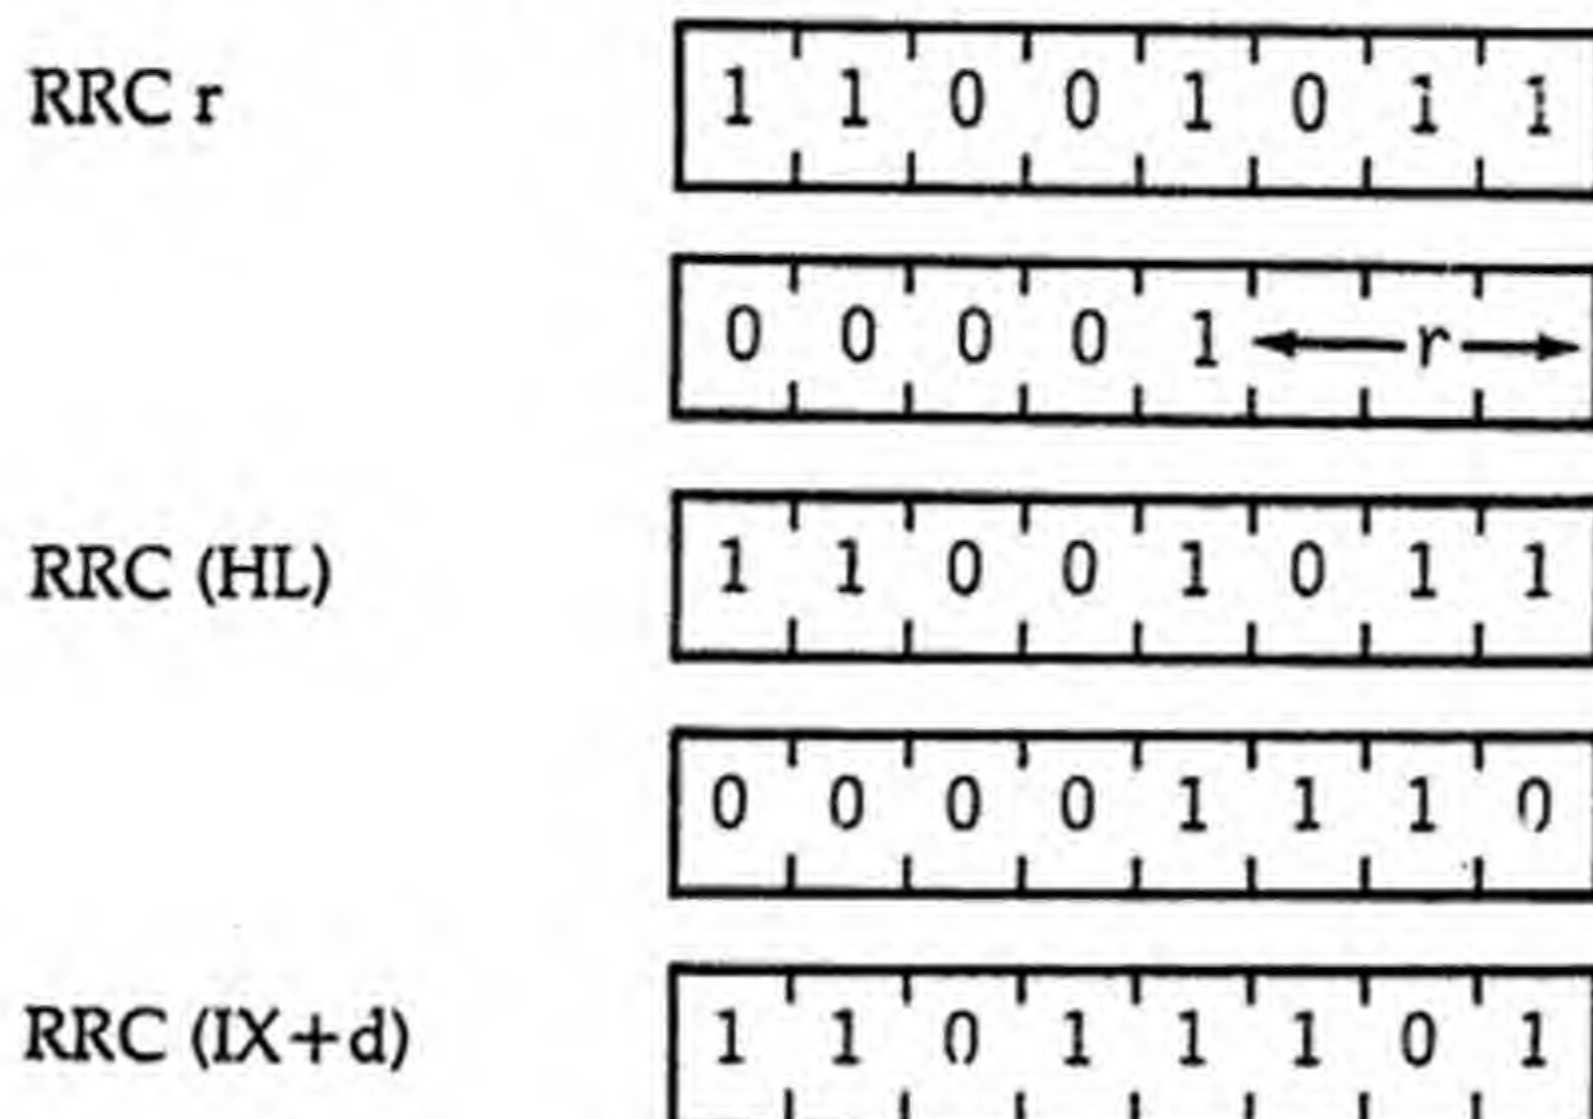 RRC r 1 1 0 0 1 0 1 1
0 0 0 0 1 r
RRC (HL) 1 1 0 0 1 0 1 1
0 0 0 0 1 1 1 0
RRC (IX+d) 1 1 0 1 1 1 0 1